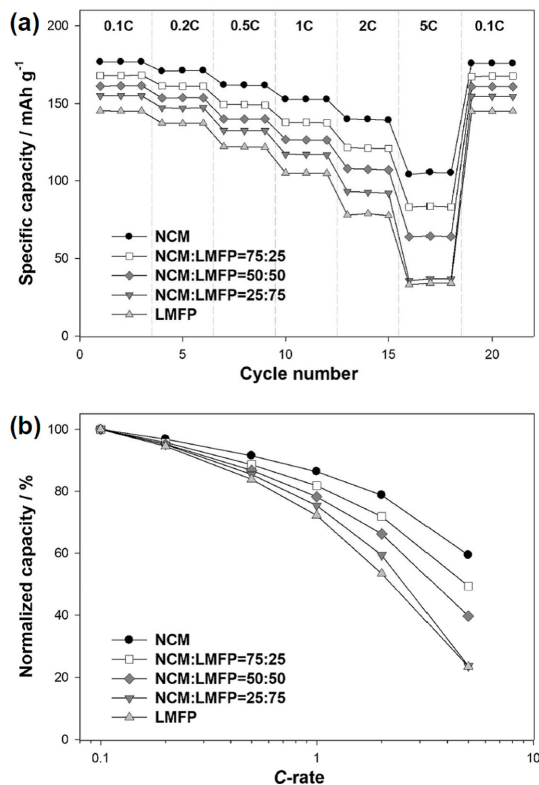 (a)
0.1C 0.2C 0.5C 1C 2C 5C 0.1C
200
150
100
50
0
Specific capacity / mAh g⁻¹
NCM
NCM:LMFP=75:25
NCM:LMFP=50:50
NCM:LMFP=25:75
LMFP
0 5 10 15 20
Cycle number
(b)
100
80
60
40
20
0
Normalized capacity / %
NCM
NCM:LMFP=75:25
NCM:LMFP=50:50
NCM:LMFP=25:75
LMFP
0.1 1 10
C-rate